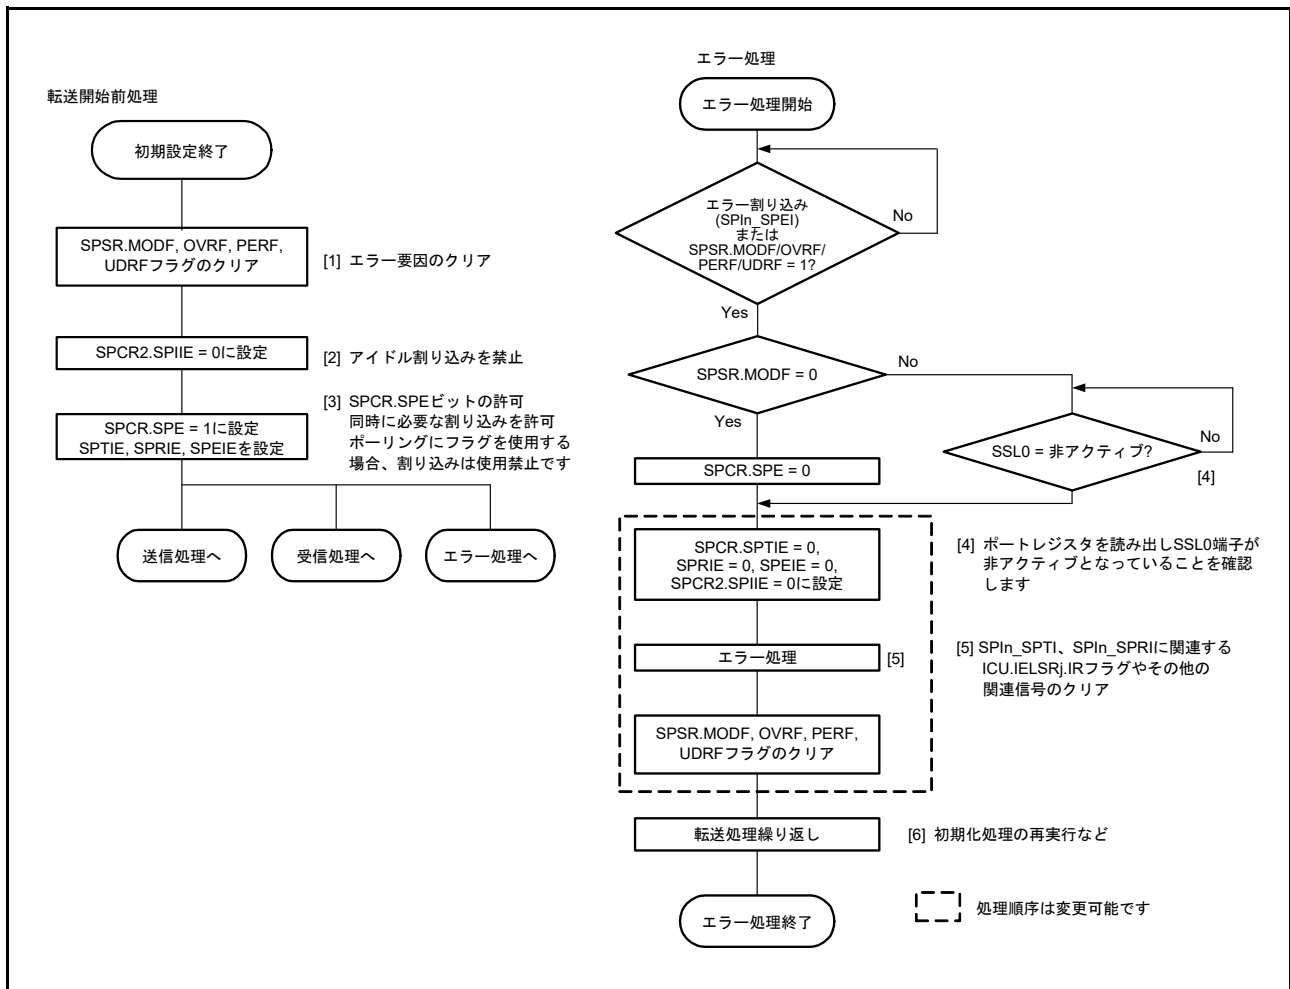 転送開始前処理
初期設定終了
SPSR.MODF, OVRF, PERF,
UDRFフラグのクリア
[1] エラー要因のクリア
SPCR2.SPIIE = 0に設定
[2] アイドル割り込みを禁止
SPCR.SPE = 1に設定
SPTIE, SPRIE, SPEIEを設定
[3] SPCR.SPEビットの許可
同時に必要な割り込みを許可
ポーリングにフラグを使用する
場合、割り込みは使用禁止です
送信処理へ
受信処理へ
エラー処理へ
エラー処理
エラー処理開始
エラー割り込み
(SPIn_SPEI)
または
SPSR.MODF/OVRF/
PERF/UDRF = 1?
No
Yes
SPSR.MODF = 0
No
Yes
SSL0 = 非アクティブ?
No
[4]
SPCR.SPE = 0
SPCR.SPTIE = 0,
SPRIE = 0, SPEIE = 0,
SPCR2.SPIIE = 0に設定
[4] ポートレジスタを読み出しSSL0端子が
非アクティブとなっていることを確認
します
エラー処理
[5]
[5] SPIn_SPTI、SPIn_SPRIに関連する
ICU.IELSRj.IRフラグやその他の
関連信号のクリア
SPSR.MODF, OVRF, PERF,
UDRFフラグのクリア
転送処理繰り返し
[6] 初期化処理の再実行など
エラー処理終了
処理順序は変更可能です